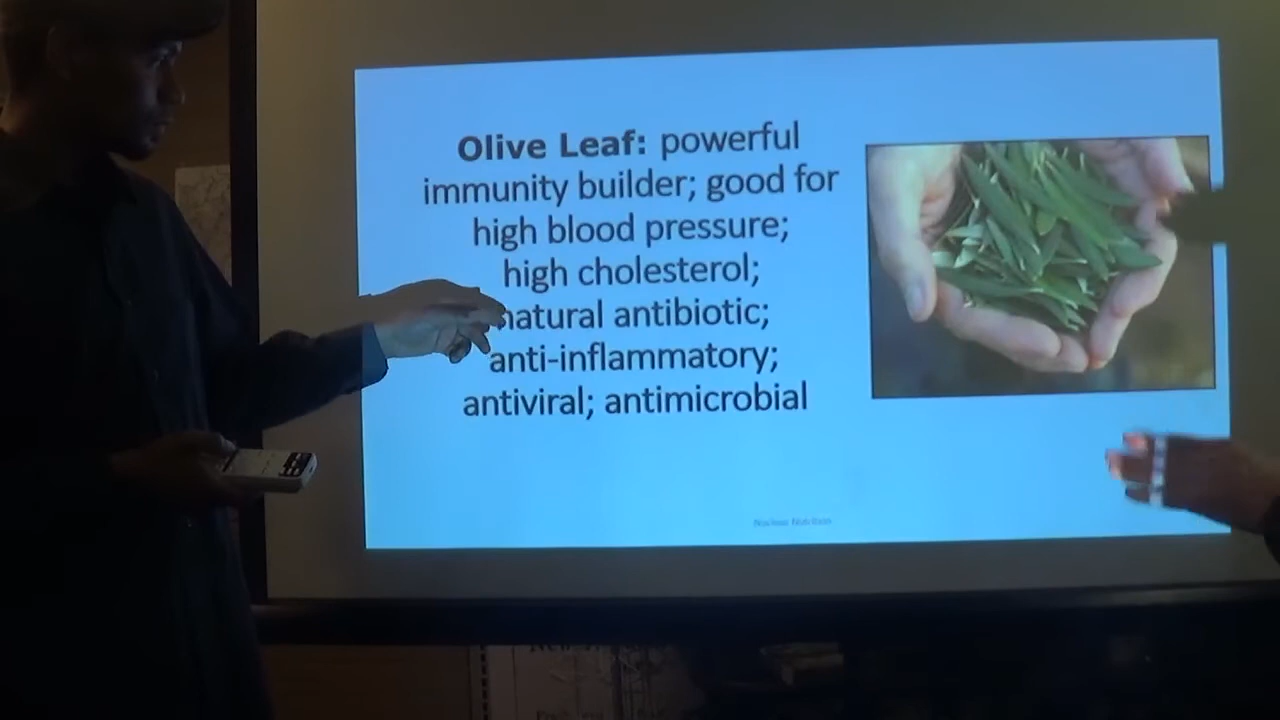 Olive Leaf: powerful
immunity builder; good for
high blood pressure;
high cholesterol;
natural antibiotic;
anti-inflammatory;
antiviral; antimicrobial